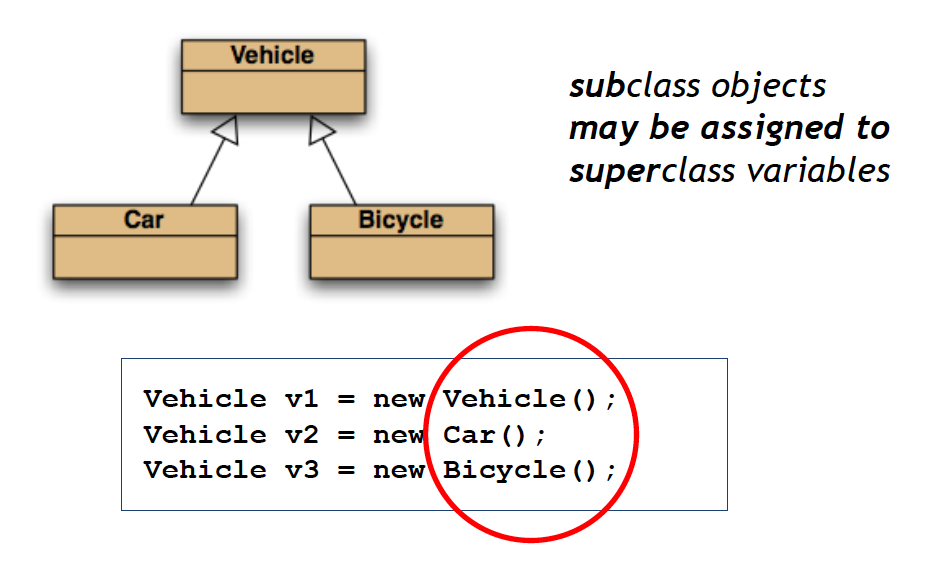 Vehicle
subclass objects
may be assigned to
superclass variables
Car
Bicycle
Vehicle v1 = new Vehicle();
Vehicle v2 = new Car();
Vehicle v3 = new Bicycle();